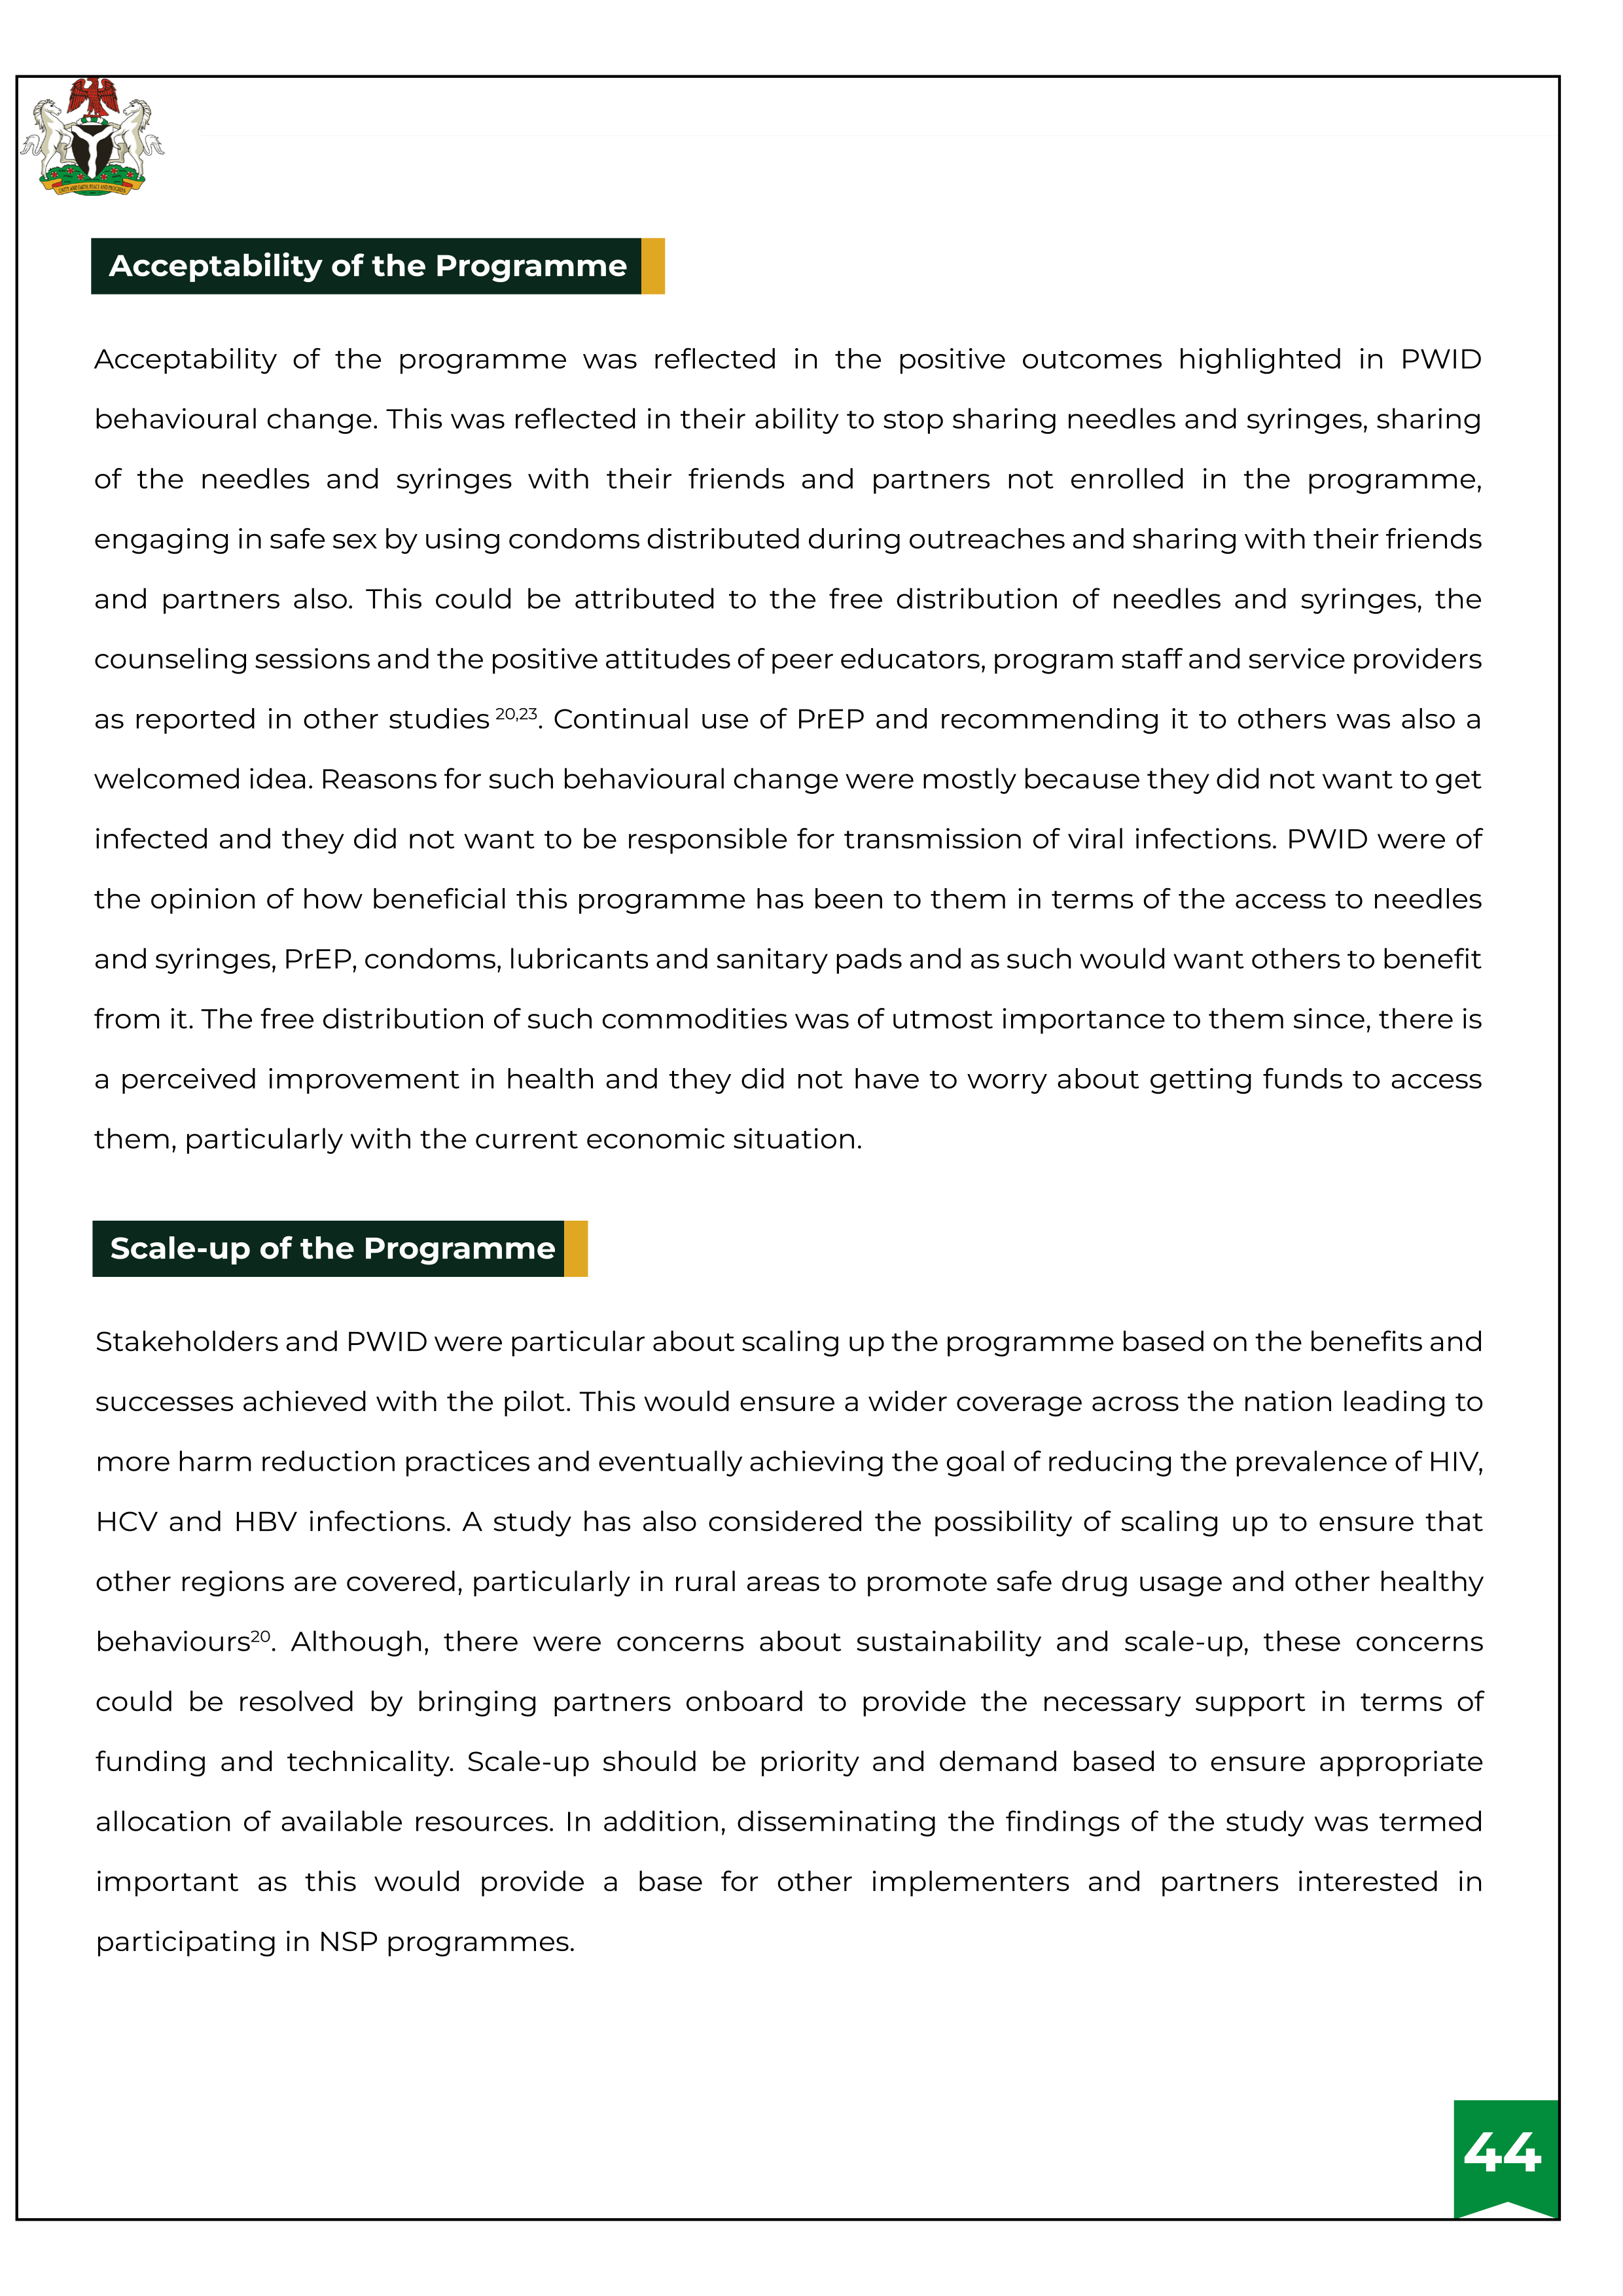 Acceptability of the Programme
Acceptability of the programme was reflected in the positive outcomes highlighted in PWID
behavioural change. This was reflected in their ability to stop sharing needles and syringes, sharing
of the needles and syringes with their friends and partners not enrolled in the programme,
engaging in safe sex by using condoms distributed during outreaches and sharing with their friends
and partners also. This could be attributed to the free distribution of needles and syringes, the
counseling sessions and the positive attitudes of peer educators, program staff and service providers
as reported in other studies 20,23. Continual use of PrEP and recommending it to others was also a
welcomed idea. Reasons for such behavioural change were mostly because they did not want to get
infected and they did not want to be responsible for transmission of viral infections. PWID were of
the opinion of how beneficial this programme has been to them in terms of the access to needles
and syringes, PrEP, condoms, lubricants and sanitary pads and as such would want others to benefit
from it. The free distribution of such commodities was of utmost importance to them since, there is
a perceived improvement in health and they did not have to worry about getting funds to access
them, particularly with the current economic situation.
Scale-up of the Programme
Stakeholders and PWID were particular about scaling up the programme based on the benefits and
successes achieved with the pilot. This would ensure a wider coverage across the nation leading to
more harm reduction practices and eventually achieving the goal of reducing the prevalence of HIV,
HCV and HBV infections. A study has also considered the possibility of scaling up to ensure that
other regions are covered, particularly in rural areas to promote safe drug usage and other healthy
behaviours20. Although, there were concerns about sustainability and scale-up, these concerns
could be resolved by bringing partners onboard to provide the necessary support in terms of
funding and technicality. Scale-up should be priority and demand based to ensure appropriate
allocation of available resources. In addition, disseminating the findings of the study was termed
important as this would provide a base for other implementers and partners interested in
participating in NSP programmes.
44